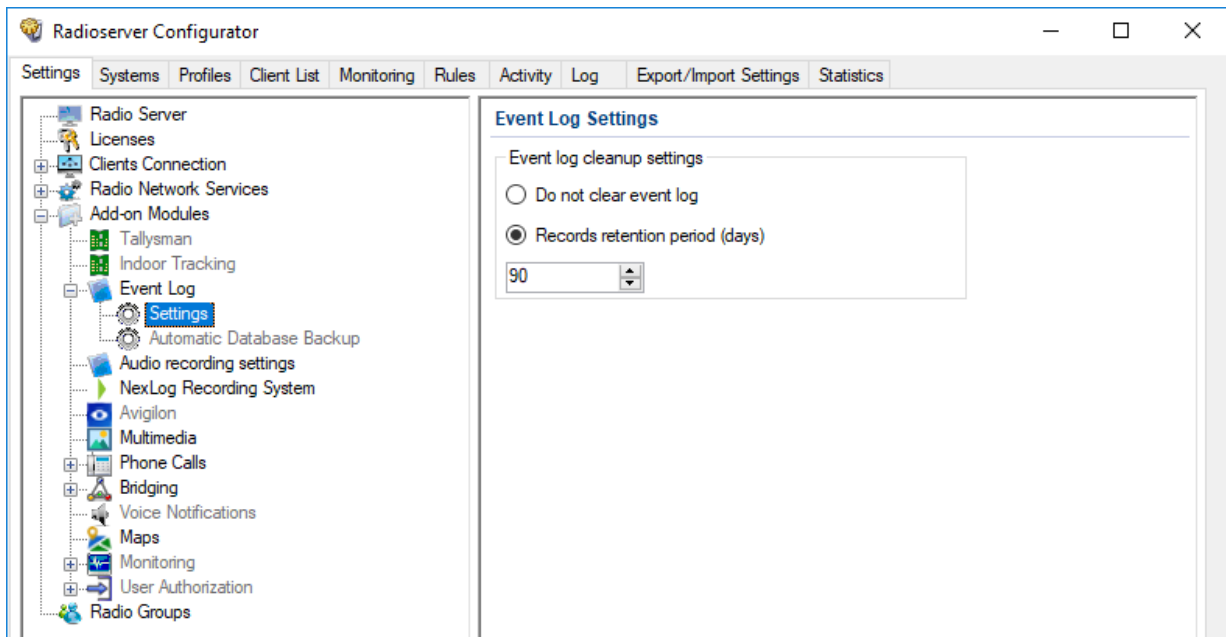 Radioserver Configurator
Settings Systems Profiles Client List Monitoring Rules Activity Log Export/Import Settings Statistics
Radio Server
Licenses
Clients Connection
Radio Network Services
Add-on Modules
Tallysman
Indoor Tracking
Event Log
Settings
Automatic Database Backup
Audio recording settings
NexLog Recording System
Avigilon
Multimedia
Phone Calls
Bridging
Voice Notifications
Maps
Monitoring
User Authorization
Radio Groups
Event Log Settings
Event log cleanup settings
Do not clear event log
Records retention period (days)
90